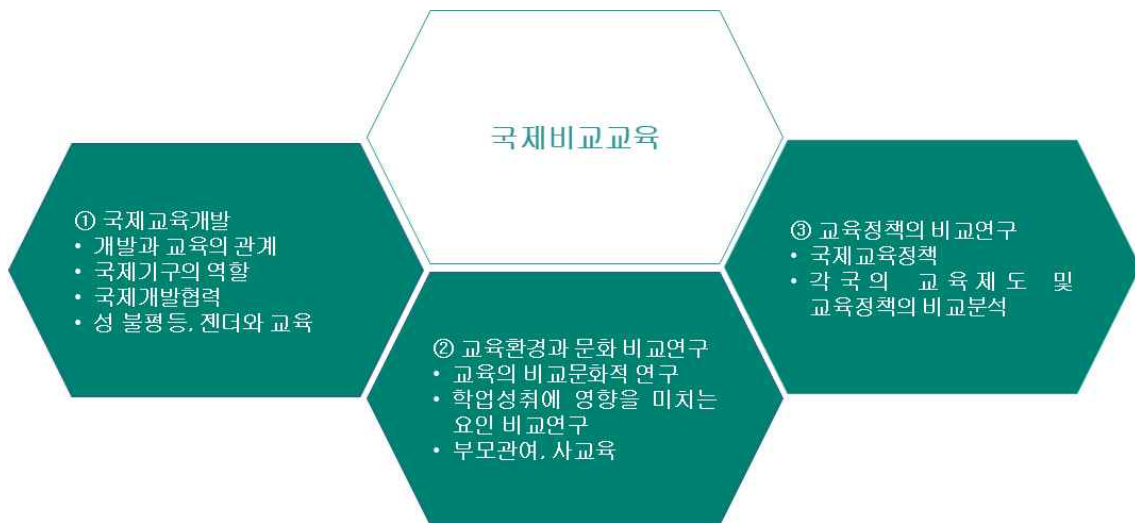 국제비교교육
① 국제교육개발
• 개발과 교육의 관계
• 국제기구의 역할
• 국제개발협력
• 성 불평등, 젠더와 교육
② 교육환경과 문화 비교연구
• 교육의 비교문화적 연구
• 학업성취에 영향을 미치는
요인 비교연구
• 부모관여, 사교육
③ 교육정책의 비교연구
• 국제교육정책
• 각국의 교육제도 및
교육정책의 비교분석